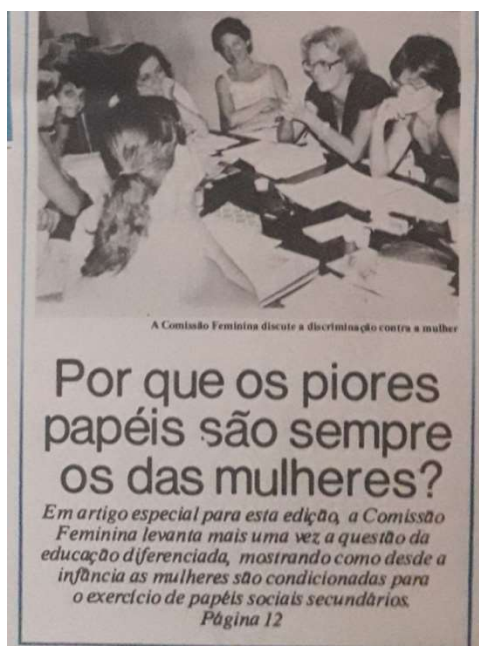 A Comissão Feminina discute a discriminação contra a mulher
Por que os piores
papéis são sempre
os das mulheres?
Em artigo especial para esta edição, a Comissão
Feminina levanta mais uma vez a questão da
educação diferenciada, mostrando como desde a
infância as mulheres são condicionadas para
o exercício de papéis sociais secundários.
Página 12